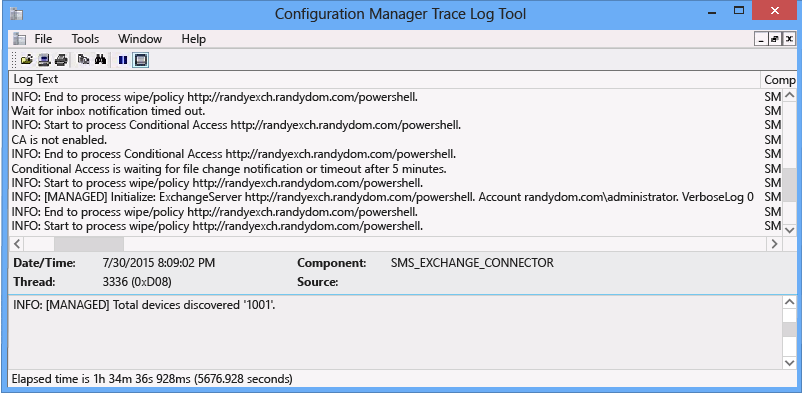 Configuration Manager Trace Log Tool
File Tools Window Help
Log Text Comp
INFO: End to process wipe/policy http://randyexch.randydom.com/powershell. SM
Wait for inbox notification timed out. SM
INFO: Start to process Conditional Access http://randyexch.randydom.com/powershell. SM
CA is not enabled. SM
INFO: End to process Conditional Access http://randyexch.randydom.com/powershell. SM
Conditional Access is waiting for file change notification or timeout after 5 minutes. SM
INFO: Start to process wipe/policy http://randyexch.randydom.com/powershell. SM
INFO: [MANAGED] Initialize: ExchangeServer http://randyexch.randydom.com/powershell. Account randydom.com\administrator. VerboseLog 0 SM
INFO: End to process wipe/policy http://randyexch.randydom.com/powershell. SM
INFO: Start to process wipe/policy http://randyexch.randydom.com/powershell. SM
Date/Time: 7/30/2015 8:09:02 PM Component: SMS_EXCHANGE_CONNECTOR
Thread: 3336 (0xD08) Source:
INFO: [MANAGED] Total devices discovered '1001'.
Elapsed time is 1h 34m 36s 928ms (5676.928 seconds)